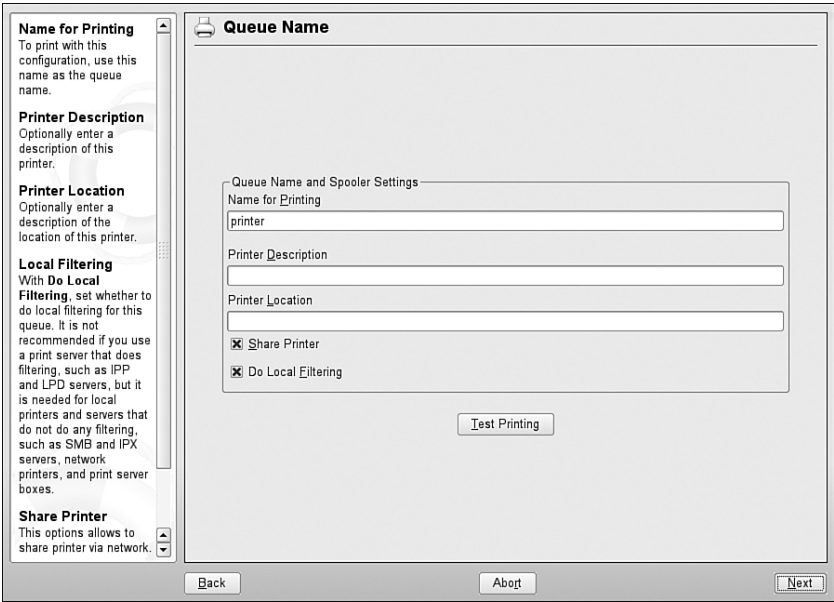 Name for Printing
To print with this
configuration, use this
name as the queue
name.
Printer Description
Optionally enter a
description of this
printer.
Printer Location
Optionally enter a
description of the
location of this printer.
Local Filtering
With Do Local
Filtering, set whether to
do local filtering for this
queue. It is not
recommended if you use
a print server that does
filtering, such as IPP
and LPD servers, but it
is needed for local
printers and servers that
do not do any filtering,
such as SMB and IPX
servers, network
printers, and print server
boxes.
Share Printer
This options allows to
share printer via network.
Queue Name
Queue Name and Spooler Settings
Name for Printing
printer
Printer Description
Printer Location
Share Printer
Do Local Filtering
Test Printing
Back
Abort
Next